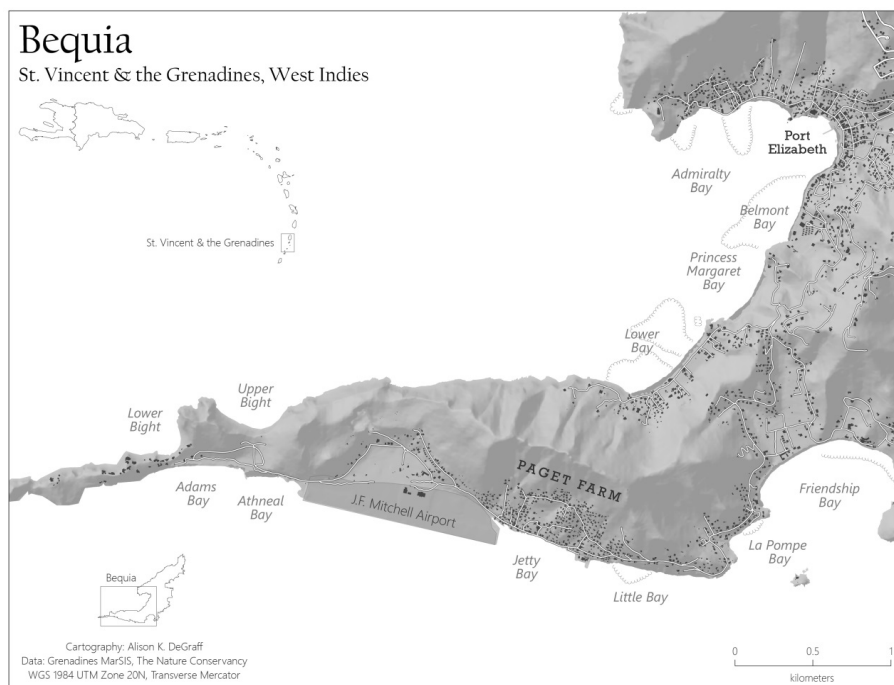 Bequia
St. Vincent & the Grenadines, West Indies
St. Vincent & the Grenadines
Port
Elizabeth
Admiralty
Bay
Belmont
Bay
Princess
Margaret
Bay
Lower
Bay
Upper
Bight
Lower
Bight
Adams
Bay
Athneal
Bay
J.F. Mitchell Airport
PAGET FARM
Friendship
Bay
La Pompe
Bay
Jetty
Bay
Little Bay
Bequia
Cartography: Alison K. DeGraff
Data: Grenadines MarSIS, The Nature Conservancy
WGS 1984 UTM Zone 20N, Transverse Mercator
0 0.5 1
kilometers